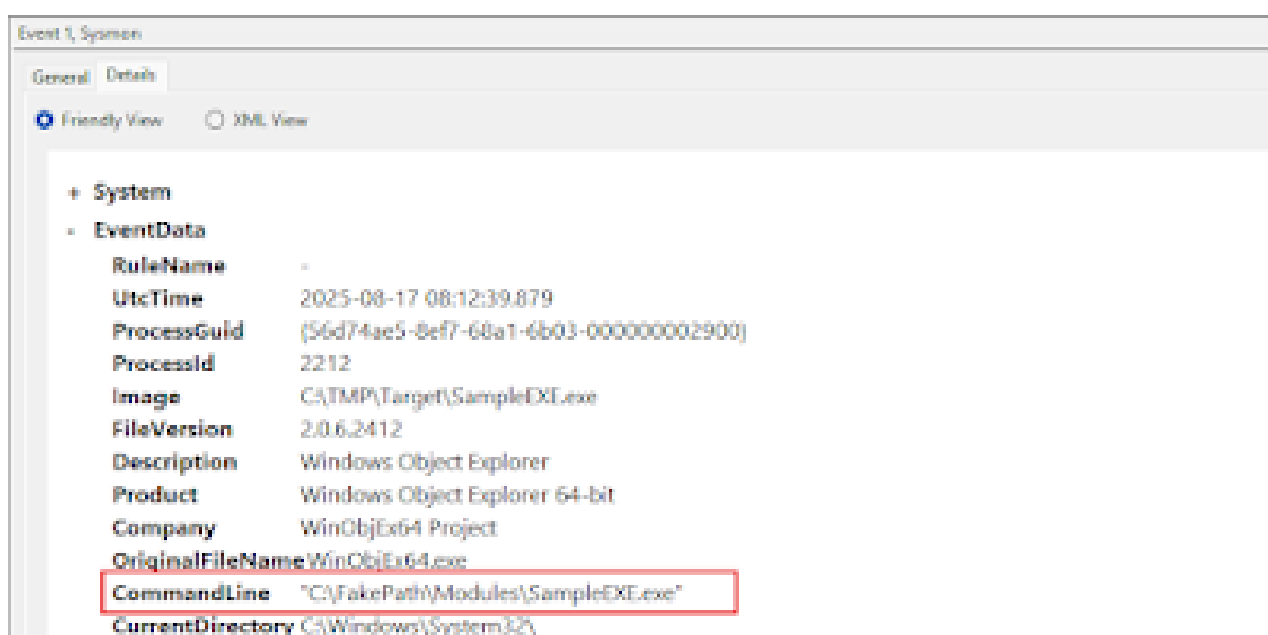 Event 1, Sysmon
General Details
Friendly View XML View
+ System
- EventData
RuleName -
UtcTime 2025-08-17 08:12:39.879
ProcessGuid {56d74ae5-8ef7-68a1-6b03-000000002900}
ProcessId 2212
Image C:\TMP\Target\SampleEXE.exe
FileVersion 2.0.6.2412
Description Windows Object Explorer
Product Windows Object Explorer 64-bit
Company WinObjEx64 Project
OriginalFileName WinObjEx64.exe
CommandLine "C:\FakePath\Modules\SampleEXE.exe"
CurrentDirectory C:\Windows\System32\